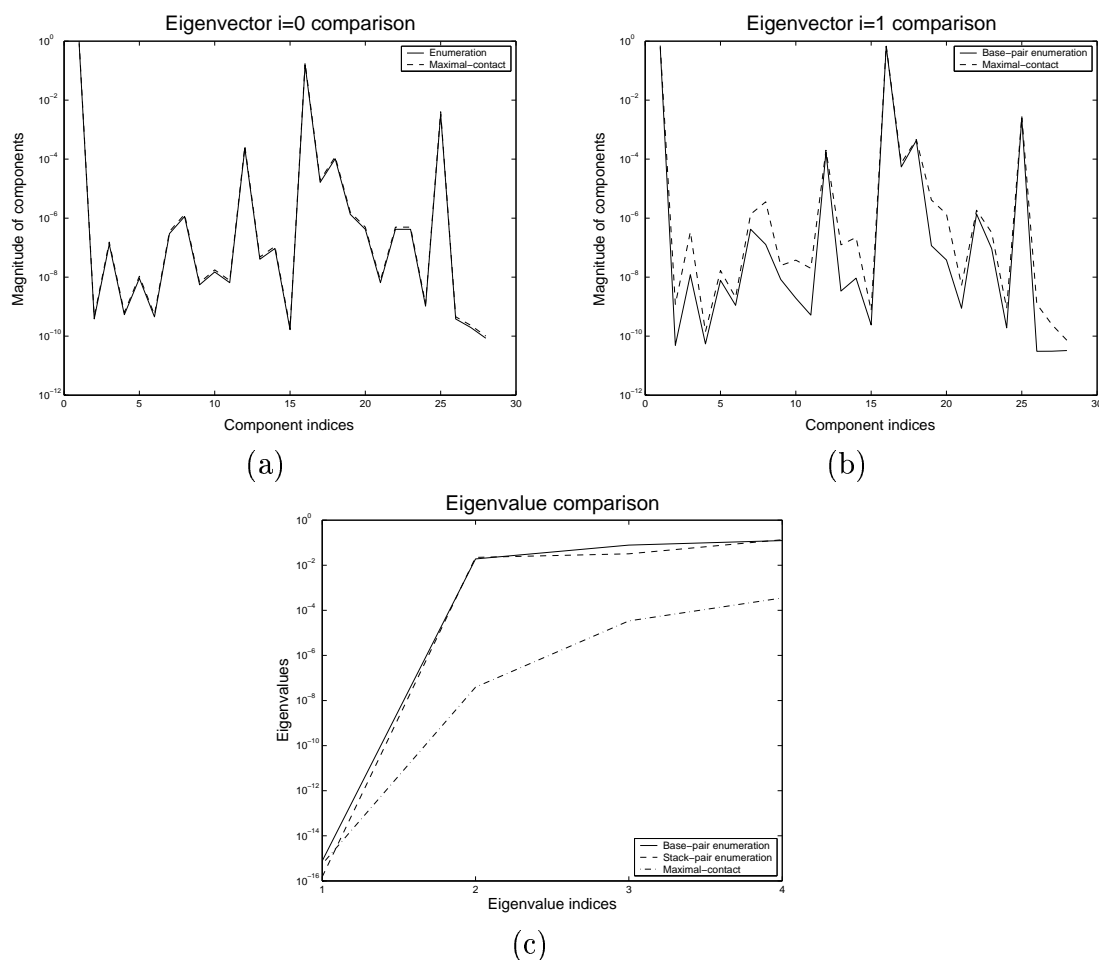 Eigenvector i=0 comparison
Enumeration
Maximal−contact
Magnitude of components
10^0
10^−2
10^−4
10^−6
10^−8
10^−10
10^−12
0 5 10 15 20 25 30
Component indices
(a)
Eigenvector i=1 comparison
Base−pair enumeration
Maximal−contact
Magnitude of components
10^0
10^−2
10^−4
10^−6
10^−8
10^−10
10^−12
0 5 10 15 20 25 30
Component indices
(b)
Eigenvalue comparison
Eigenvalues
10^0
10^−2
10^−4
10^−6
10^−8
10^−10
10^−12
10^−14
10^−16
Base−pair enumeration
Stack−pair enumeration
Maximal−contact
1 2 3 4
Eigenvalue indices
(c)